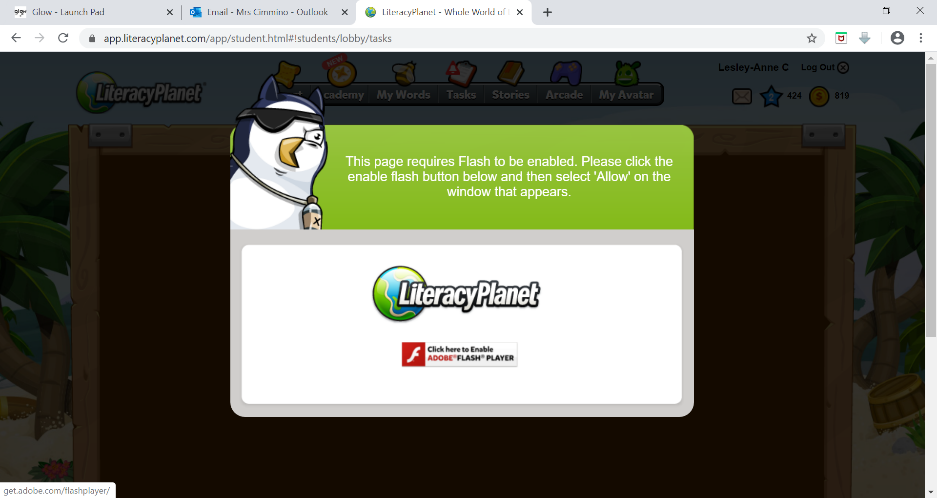 Glow - Launch Pad
Email - Mrs Cimmino - Outlook
LiteracyPlanet - Whole World of
app.literacyplanet.com/app/student.html#!students/lobby/tasks
LiteracyPlanet
NEW
cademy
My Words
Tasks
Stories
Arcade
My Avatar
Lesley-Anne C
Log Out
424
819
This page requires Flash to be enabled. Please click the
enable flash button below and then select 'Allow' on the
window that appears.
LiteracyPlanet
Click here to Enable
ADOBE® FLASH® PLAYER
get.adobe.com/flashplayer/